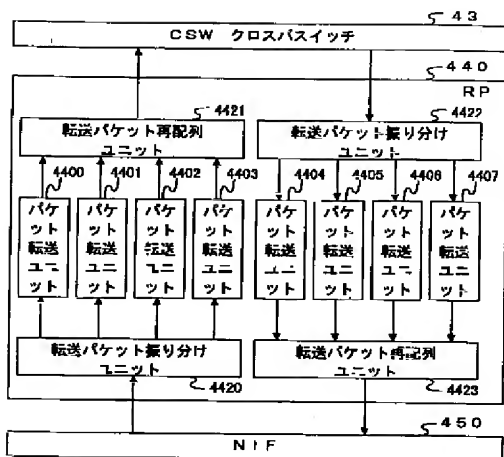 43
CSW クロスバスイッチ
440
RP
4421
転送パケット再配列
ユニット
4422
転送パケット振り分け
ユニット
4400
4401
4402
4403
4404
4405
4406
4407
パケ
ット
転送
ユニ
ット
パケ
ット
転送
ユニ
ット
パケ
ット
転送
ユニ
ット
パケ
ット
転送
ユニ
ット
パケ
ット
転送
ユニ
ット
パケ
ット
転送
ユニ
ット
パケ
ット
転送
ユニ
ット
パケ
ット
転送
ユニ
ット
転送パケット振り分け
ユニット
4420
転送パケット再配列
ユニット
4423
450
NIF